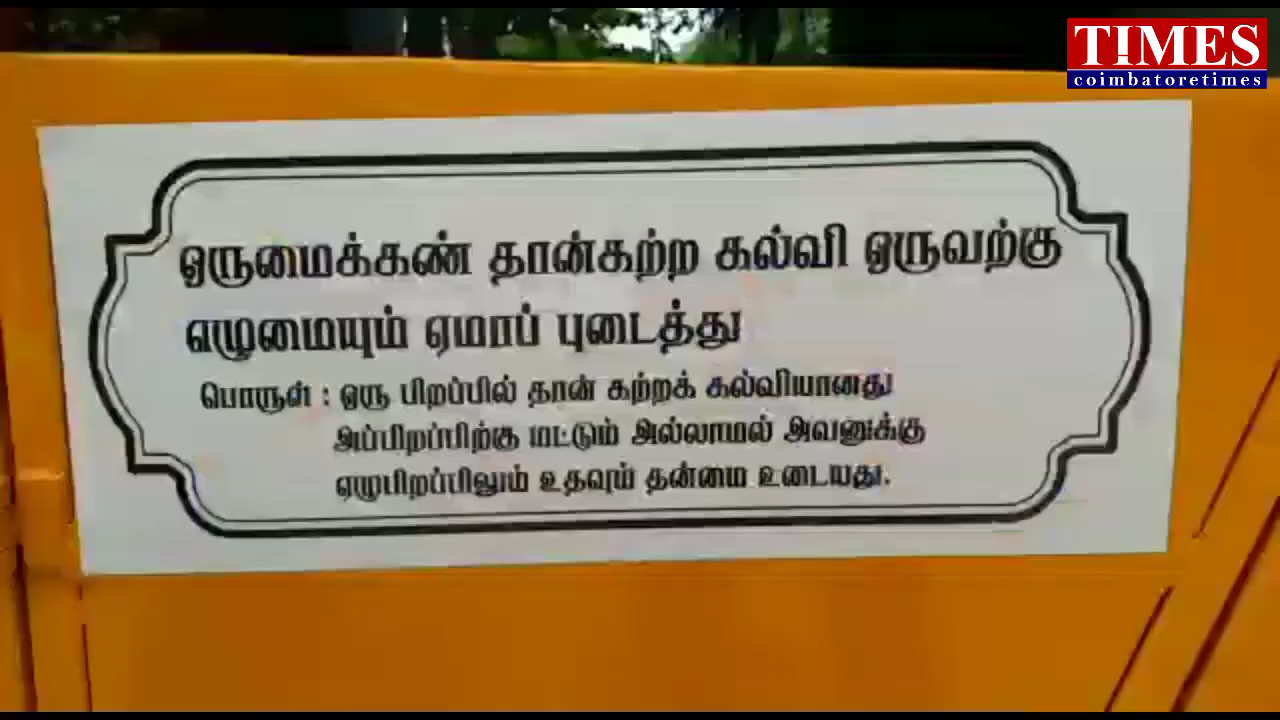 TIMES
coimbatoretimes
ஒருமைக்கண் தான்கற்ற கல்வி ஒருவற்கு
எழுமையும் ஏமாப் புடைத்து
பொருள் : ஒரு பிறப்பில் தான் கற்றக் கல்வியானது
அப்பிறப்பிற்கு மட்டும் அல்லாமல் அவனுக்கு
ஏழுபிறப்பிலும் உதவும் தன்மை உடையது.